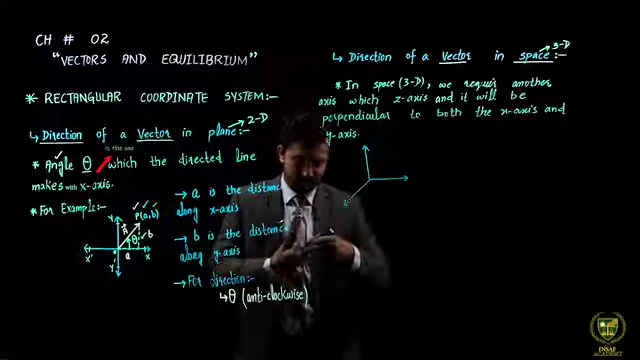 CH # 02
"VECTORS AND EQUILIBRIUM"
* RECTANGULAR COORDINATE SYSTEM:-
↳ Direction of a Vector in plane:- → 2-D
is the one
* Angle θ which the directed line
makes with x-axis.
* For Example:-
Y
P(a,b)
R
θ
b
X'
o
a
X
Y'
→ a is the distance
along x-axis
→ b is the distance
along y-axis
→ For direction:-
↳ θ (anti-clockwise)
↳ Direction of a Vector in space:- → 3-D
* In space (3-D), we require another
axis which z-axis and it will be
perpendicular to both the x-axis and
y-axis.
INSAF
ACADEMY